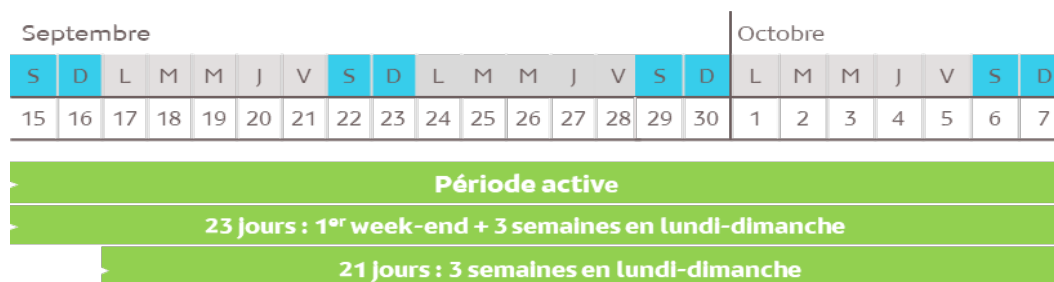 Septembre Octobre
S D L M M J V S D L M M J V S D L M M J V S D
15 16 17 18 19 20 21 22 23 24 25 26 27 28 29 30 1 2 3 4 5 6 7
Période active
23 jours : 1er week-end + 3 semaines en lundi-dimanche
21 jours : 3 semaines en lundi-dimanche